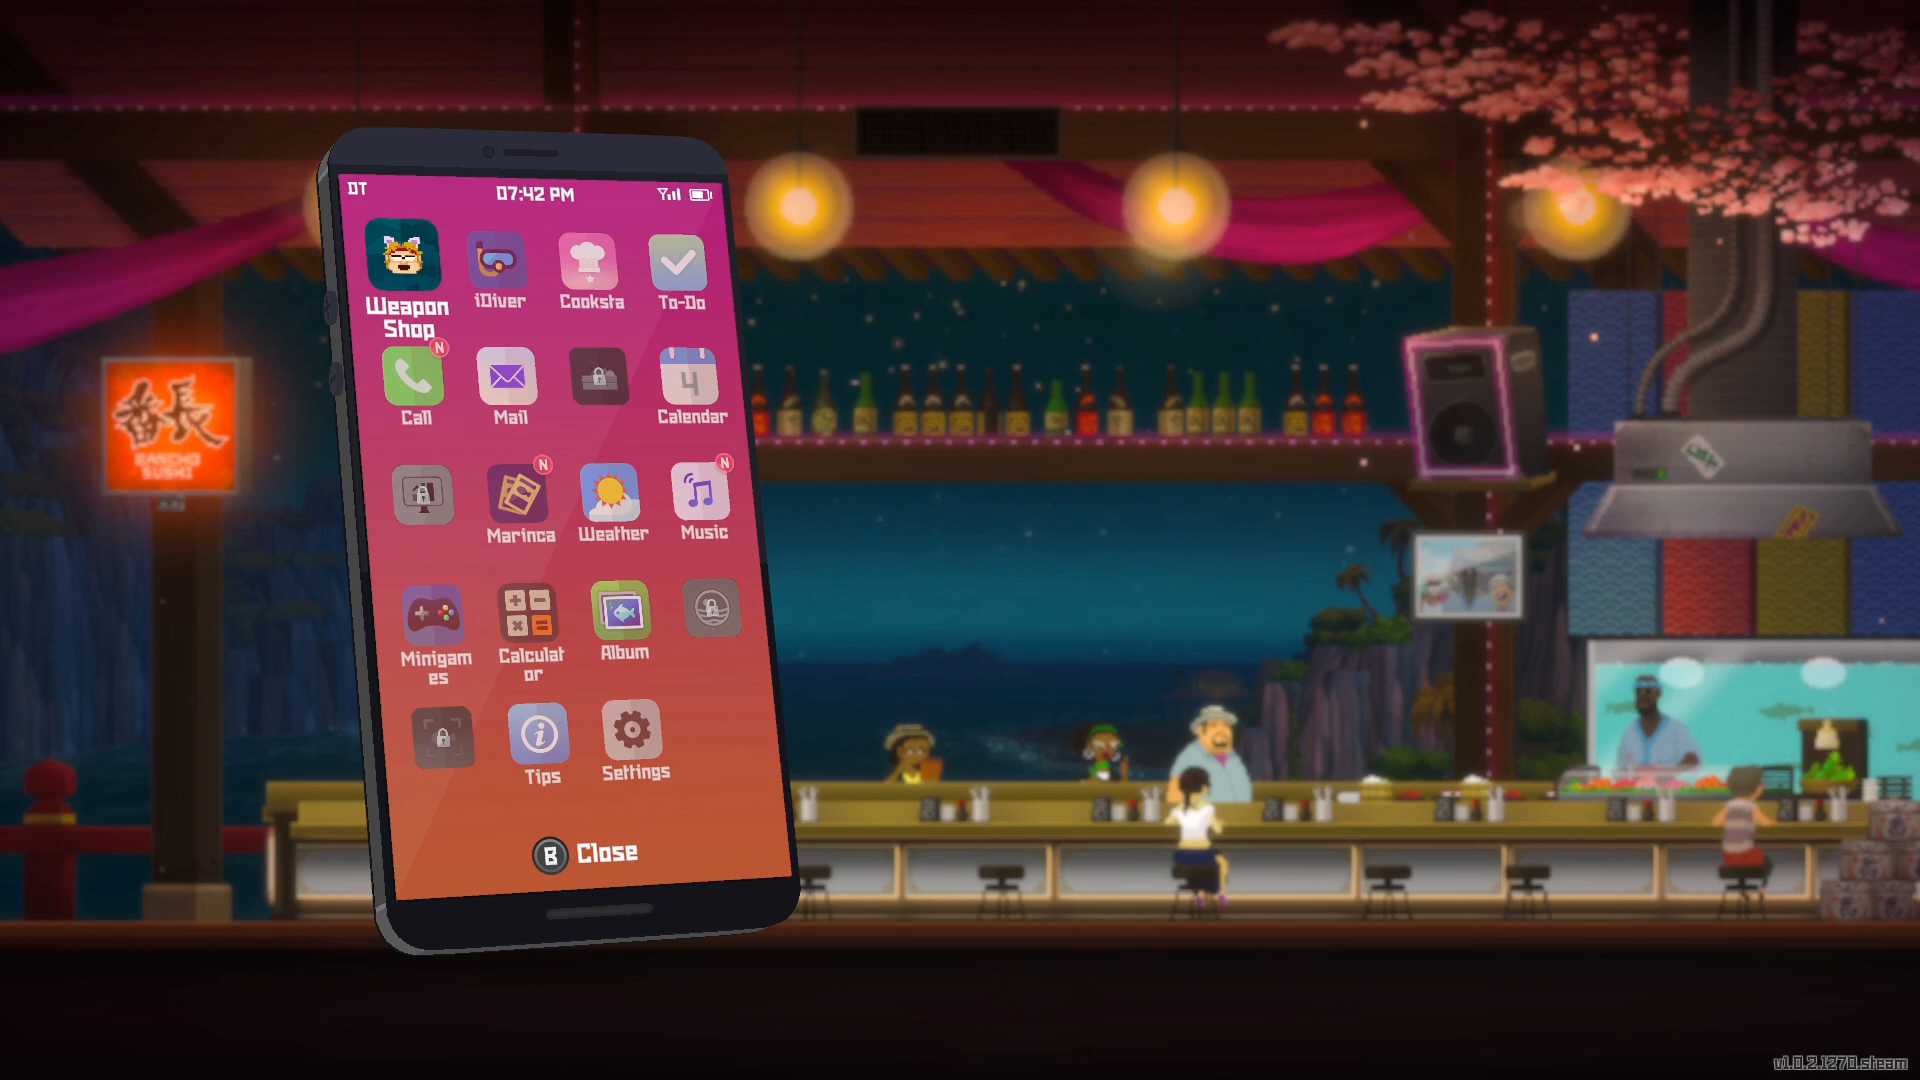 DT
07:42 PM
Weapon
Shop
iDiver
Cooksta
To-Do
N
Call
Mail
4
Calendar
N
Marinca
Weather
N
Music
Minigam
es
Calculat
or
Album
Tips
Settings
B Close
番長
BANCHO
SUSHI
v1.0.2.1270.steam